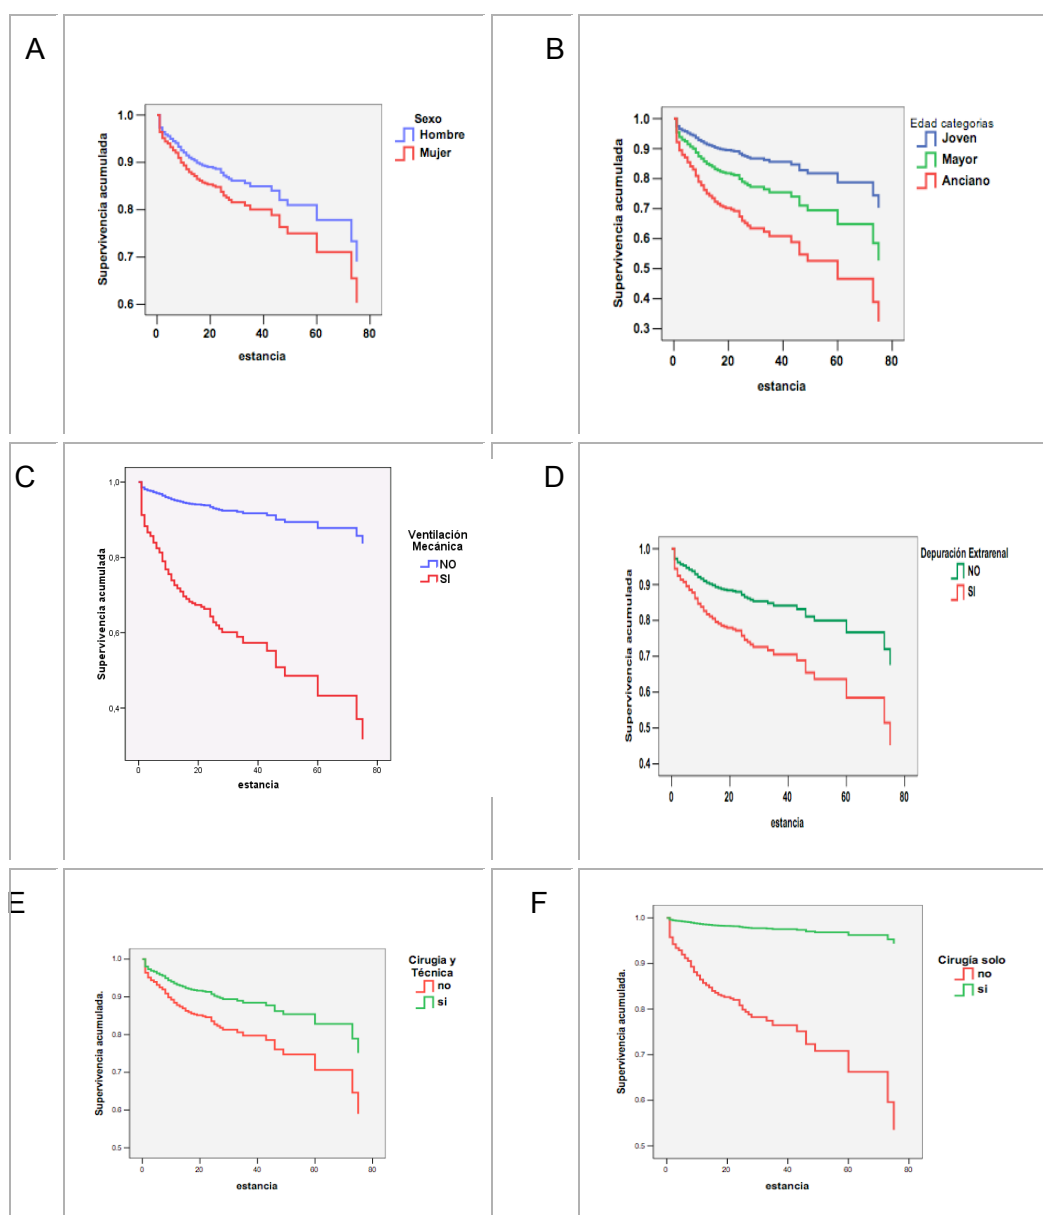 A
Supervivencia acumulada
1.0
0.9
0.8
0.7
0.6
0 20 40 60 80
estancia
Sexo
Hombre
Mujer
B
Supervivencia acumulada
1.0
0.9
0.8
0.7
0.6
0.5
0.4
0.3
0 20 40 60 80
estancia
Edad categorias
Joven
Mayor
Anciano
C
Supervivencia acumulada
1,0
0,8
0,6
0,4
0 20 40 60 80
estancia
Ventilación
Mecánica
NO
SI
D
Supervivencia acumulada
1.0
0.9
0.8
0.7
0.6
0.5
0.4
0 20 40 60 80
estancia
Depuración Extrarenal
NO
SI
E
Supervivencia acumulada.
1.0
0.9
0.8
0.7
0.6
0.5
0 20 40 60 80
estancia
Cirugia y
Técnica
no
si
F
Supervivencia acumulada.
1.0
0.9
0.8
0.7
0.6
0.5
0 20 40 60 80
estancia
Cirugía solo
no
si